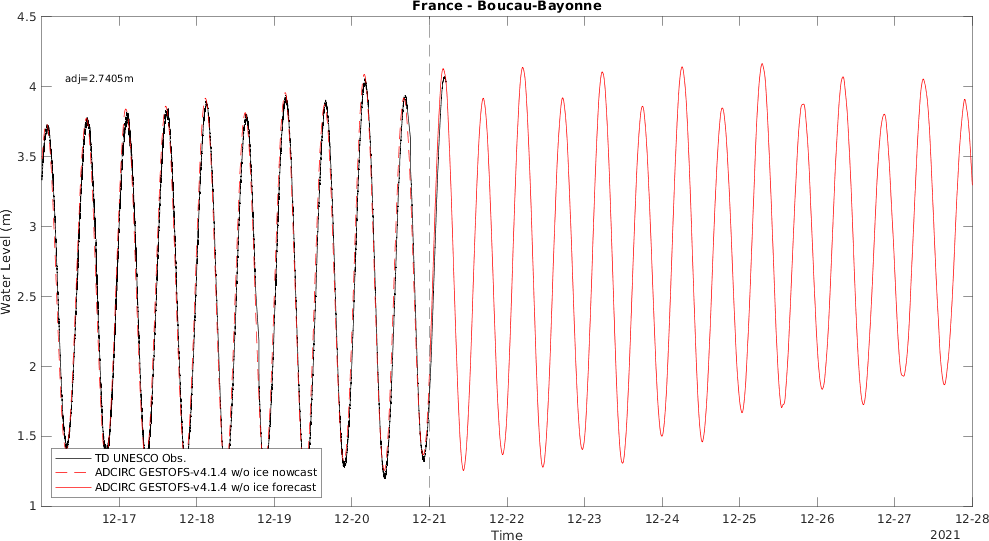 France - Boucau-Bayonne
4.5
4
3.5
3
2.5
2
1.5
1
Water Level (m)
adj=2.7405m
TD UNESCO Obs.
ADCIRC GESTOFS-v4.1.4 w/o ice nowcast
ADCIRC GESTOFS-v4.1.4 w/o ice forecast
12-17 12-18 12-19 12-20 12-21 12-22 12-23 12-24 12-25 12-26 12-27 12-28
Time
2021